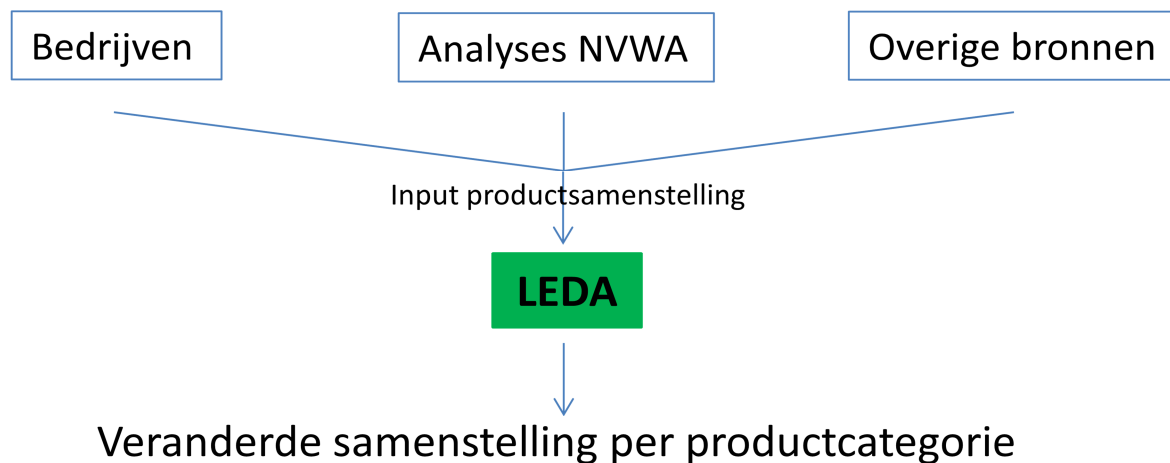 Bedrijven
Analyses NVWA
Overige bronnen
Input productsamenstelling
LEDA
Veranderde samenstelling per productcategorie